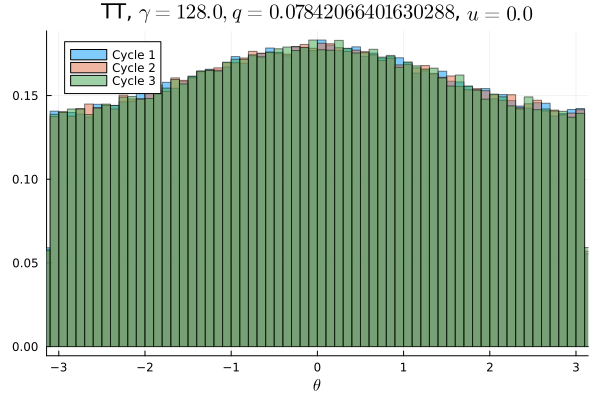 TT, γ = 128.0, q = 0.07842066401630288, u = 0.0
Cycle 1
Cycle 2
Cycle 3
0.15
0.10
0.05
0.00
−3
−2
−1
0
1
2
3
θ